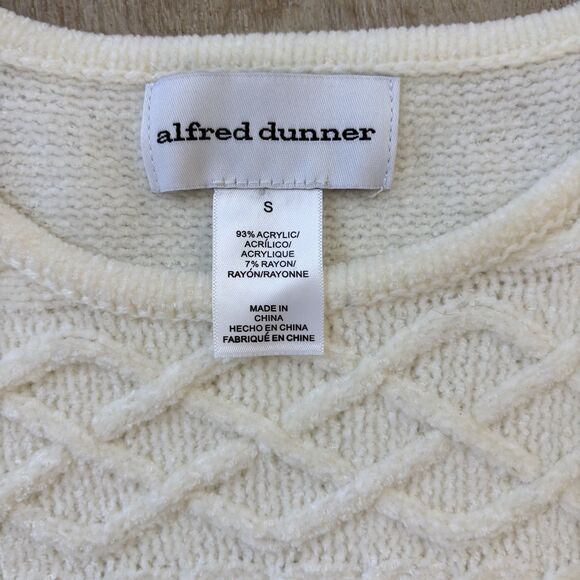 alfred dunner
S
93% ACRYLIC/
ACRÍLICO/
ACRYLIQUE
7% RAYON/
RAYÓN/RAYONNE
MADE IN
CHINA
HECHO EN CHINA
FABRIQUÉ EN CHINE